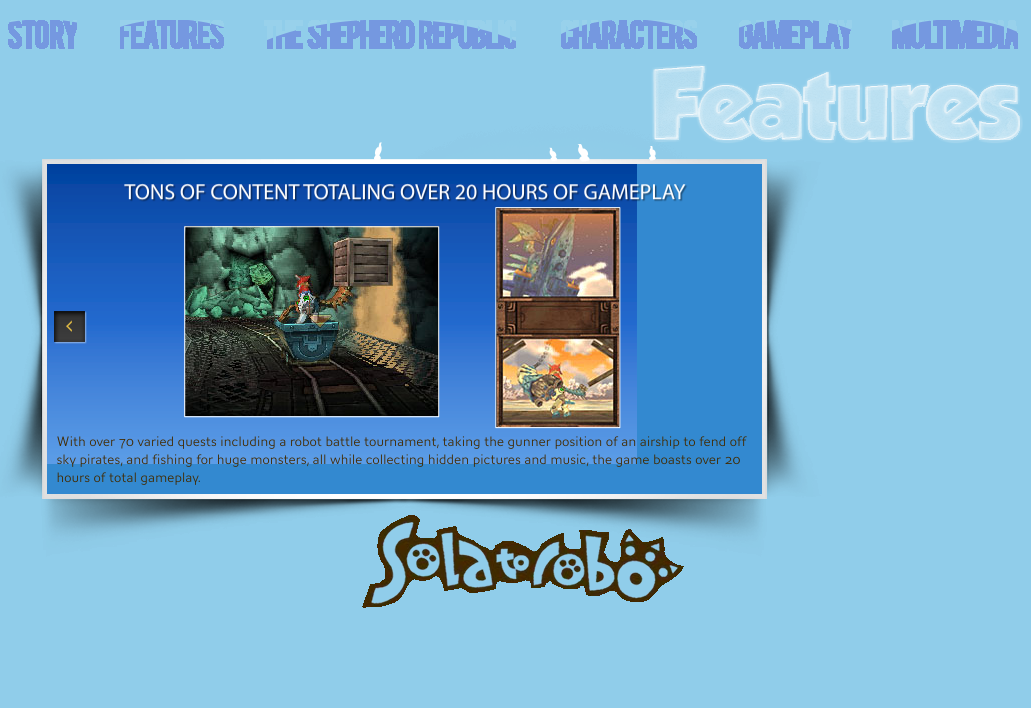 STORY FEATURES THE SHEPHERD REPUBLIC CHARACTERS GAMEPLAY MULTIMEDIA
Features
TONS OF CONTENT TOTALING OVER 20 HOURS OF GAMEPLAY
With over 70 varied quests including a robot battle tournament, taking the gunner position of an airship to fend off
sky pirates, and fishing for huge monsters, all while collecting hidden pictures and music, the game boasts over 20
hours of total gameplay.
Solatorobo